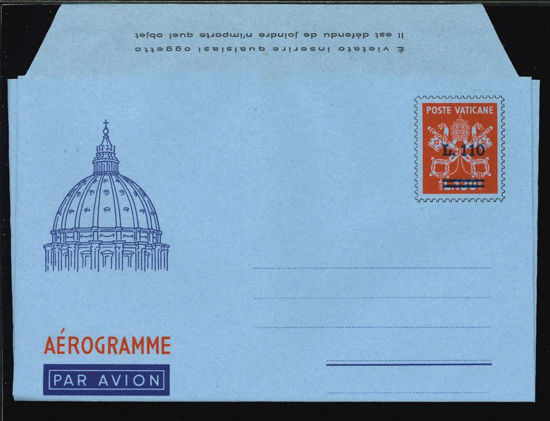 È vietato inserire qualsiasi oggetto
Il est défendu de joindre n'importe quel objet
POSTE VATICANE
L. 110
AÉROGRAMME
PAR AVION